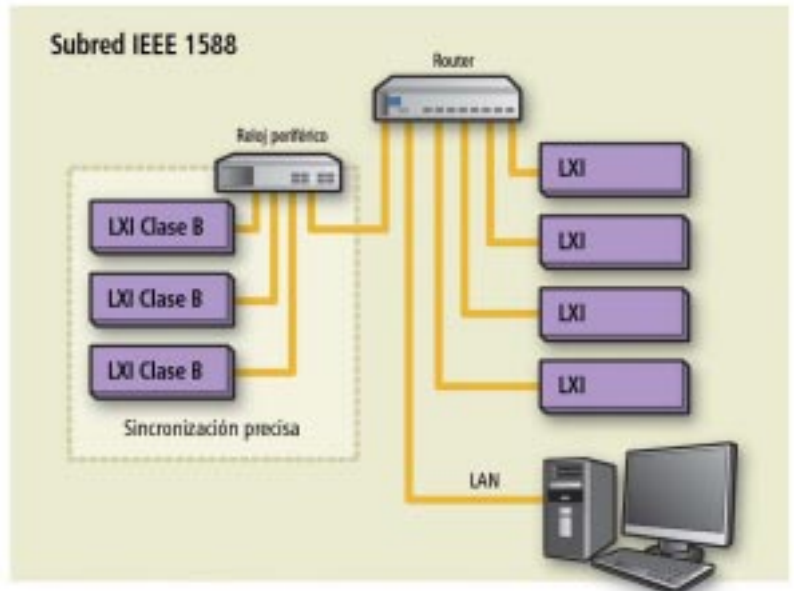 Subred IEEE 1588
Router
Reloj periférico
LXI Clase B
LXI Clase B
LXI Clase B
Sincronización precisa
LXI
LXI
LXI
LXI
LAN